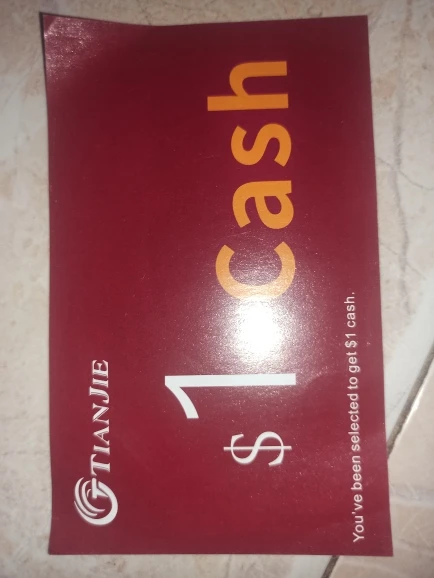 TIANJIE
$1 Cash
You've been selected to get $1 cash.